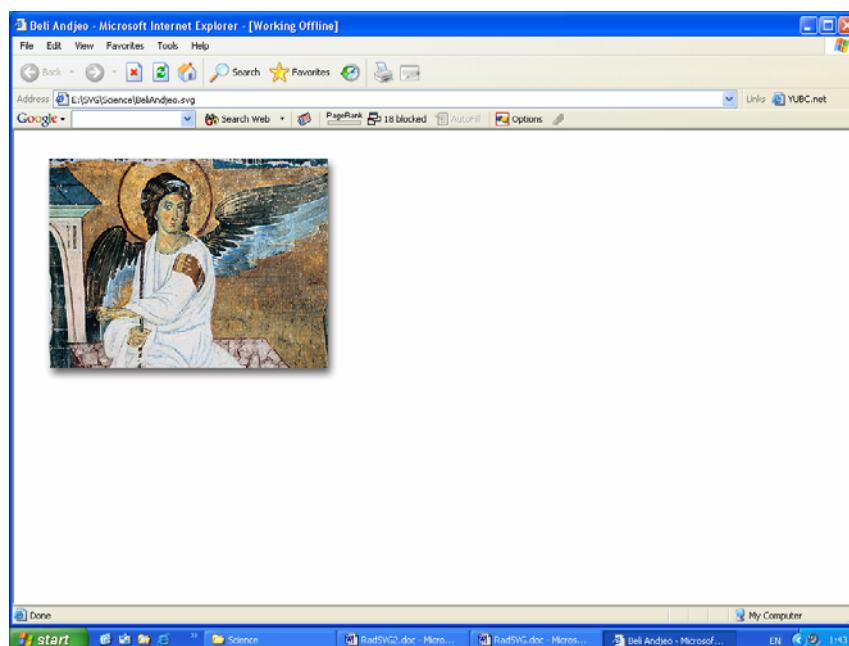 Beli Andjeo - Microsoft Internet Explorer - [Working Offline]
File Edit View Favorites Tools Help
Back Search Favorites
Address E:\SVG\Science\BeliAndjeo.svg Links YUBC.net
Google Search Web PageRank 18 blocked AutoFill Options
Done My Computer
start Science RadSVG2.doc - Micro... RadSVG.doc - Micros... Beli Andjeo - Microsof... EN 1:43